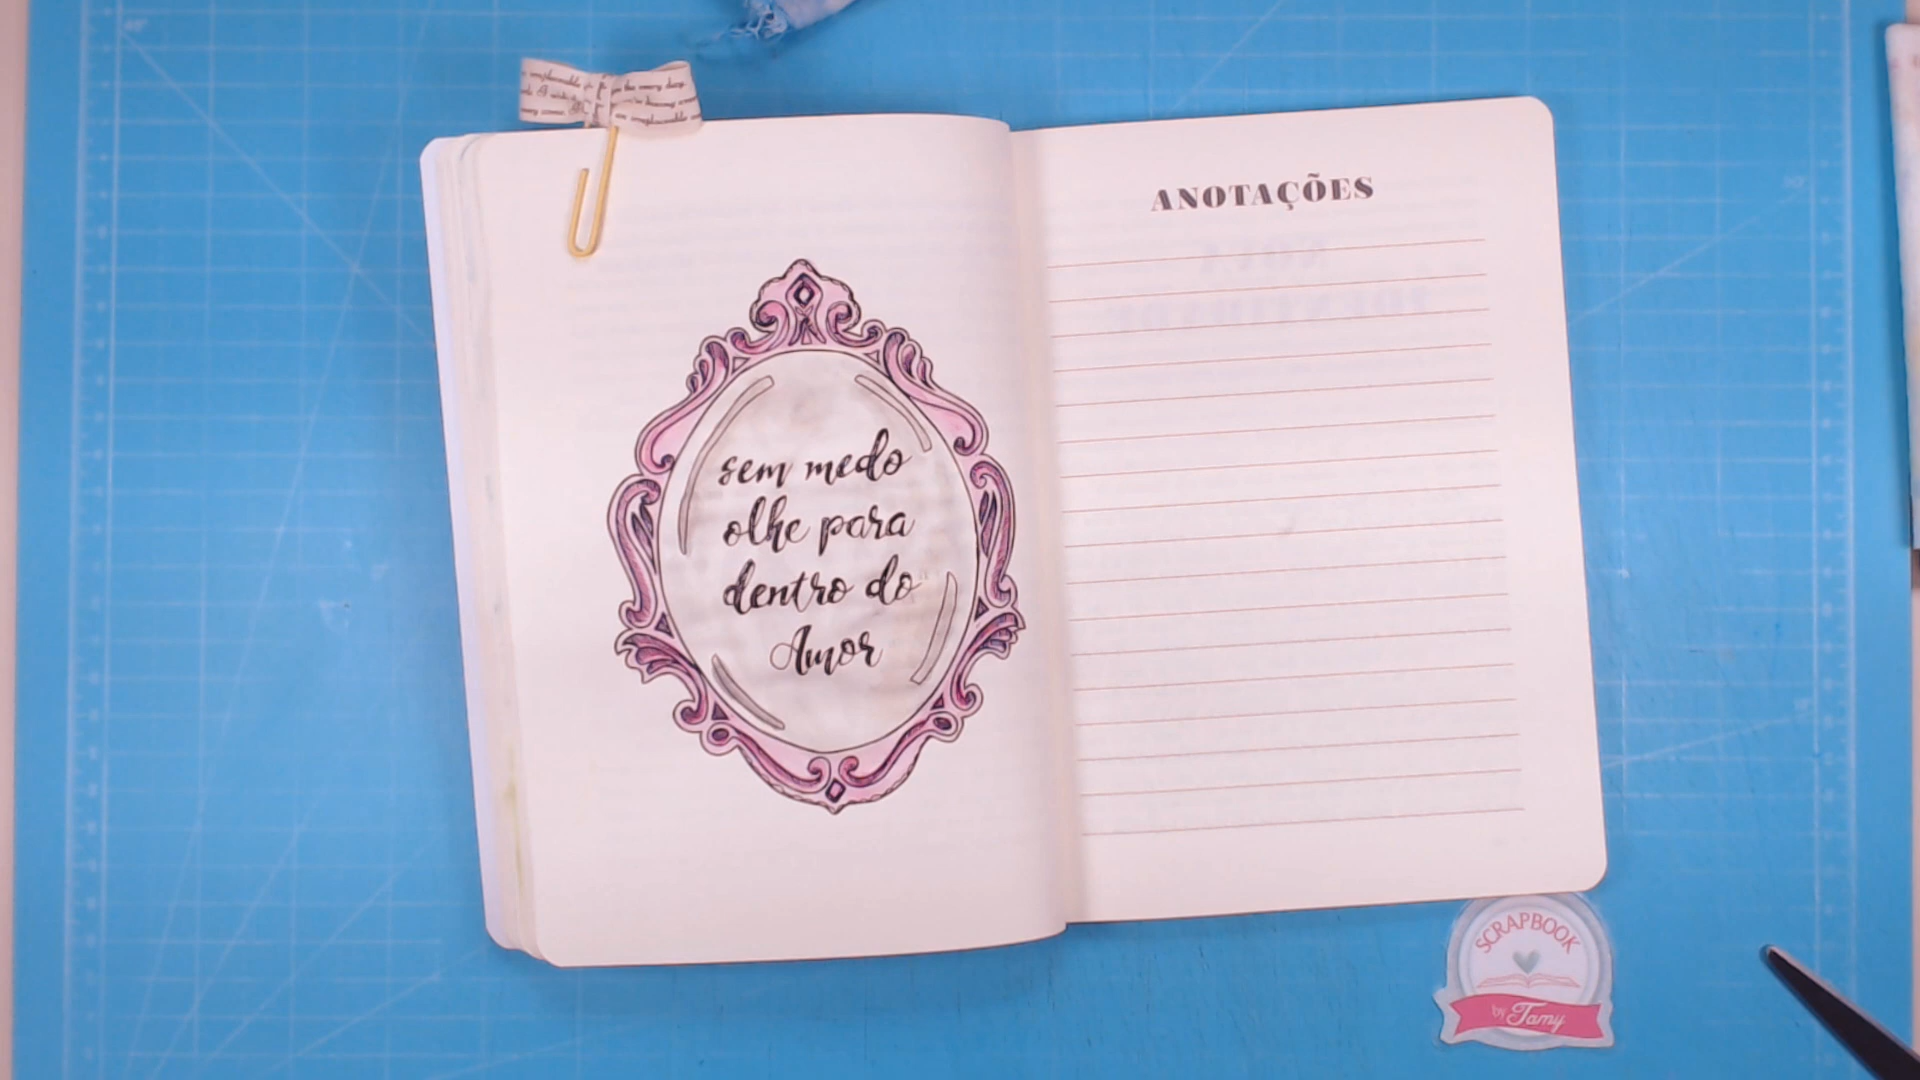 ANOTAÇÕES
sem medo
olhe para
dentro do
Amor
SCRAPBOOK
by Tamy